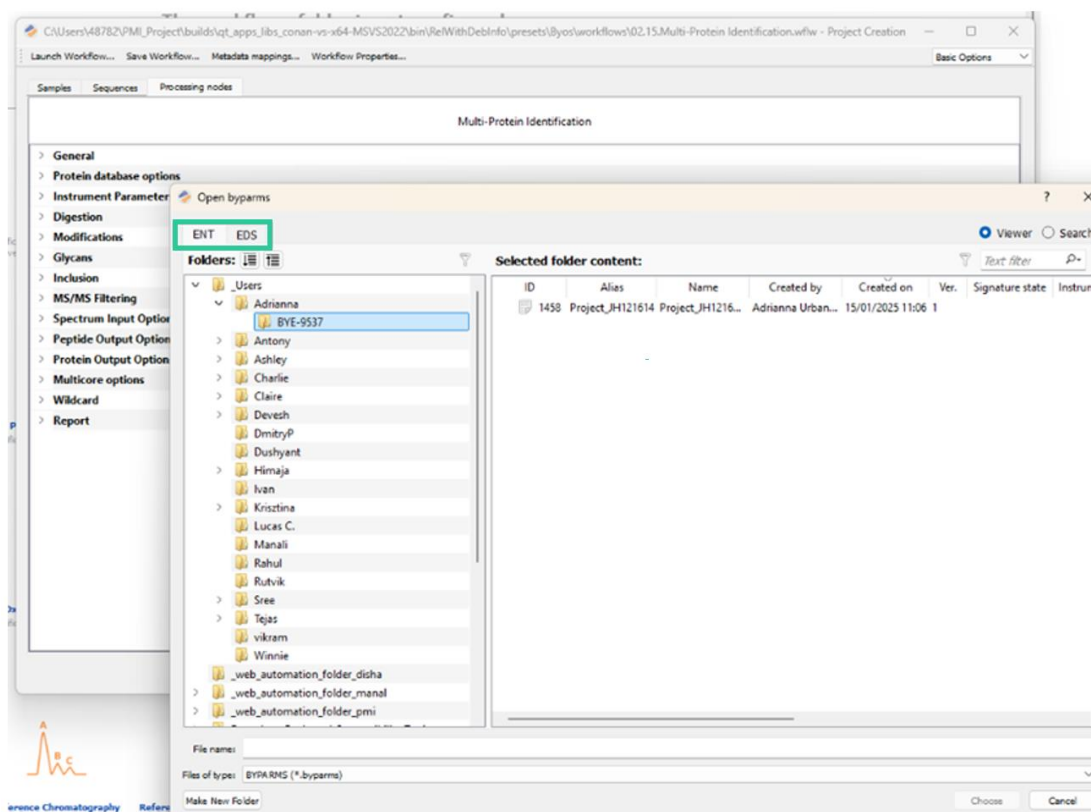 C:\Users\48782\PMI_Project\builds\qt_apps_libs_conan-vs-x64-MSVS2022\bin\RelWithDebInfo\presets\Byos\workflows\02.15.Multi-Protein Identification.wflw - Project Creation
Launch Workflow... Save Workflow... Metadata mappings... Workflow Properties... Basic Options
Samples Sequences Processing nodes
Multi-Protein Identification
General
Protein database options
Instrument Parameter
Digestion
Modifications
Glycans
Inclusion
MS/MS Filtering
Spectrum Input Option
Peptide Output Option
Protein Output Option
Multicore options
Wildcard
Report
Open byparms
ENT EDS Viewer Search
Folders: Selected folder content: Text filter
ID Alias Name Created by Created on Ver. Signature state Instrum
1458 Project_JH121614 Project_JH1216... Adrianna Urban... 15/01/2025 11:06 1
_Users
Adrianna
BYE-9537
Antony
Ashley
Charlie
Claire
Devesh
DmitryP
Dushyant
Himaja
Ivan
Krisztina
Lucas C.
Manali
Rahul
Rutvik
Sree
Tejas
vikram
Winnie
_web_automation_folder_disha
_web_automation_folder_manal
_web_automation_folder_pmi
File name:
Files of type: BYPARMS (*.byparms)
Make New Folder Choose Cancel
A
B C
erence Chromatography Refere